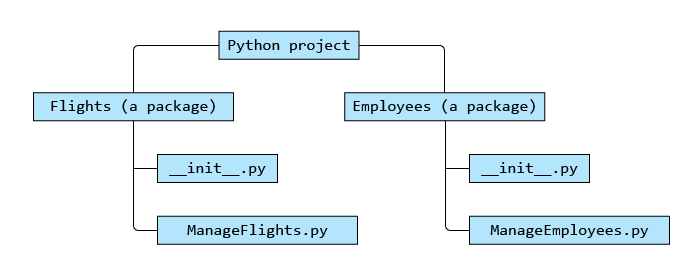 Python project
Flights (a package)
Employees (a package)
__init__.py
__init__.py
ManageFlights.py
ManageEmployees.py